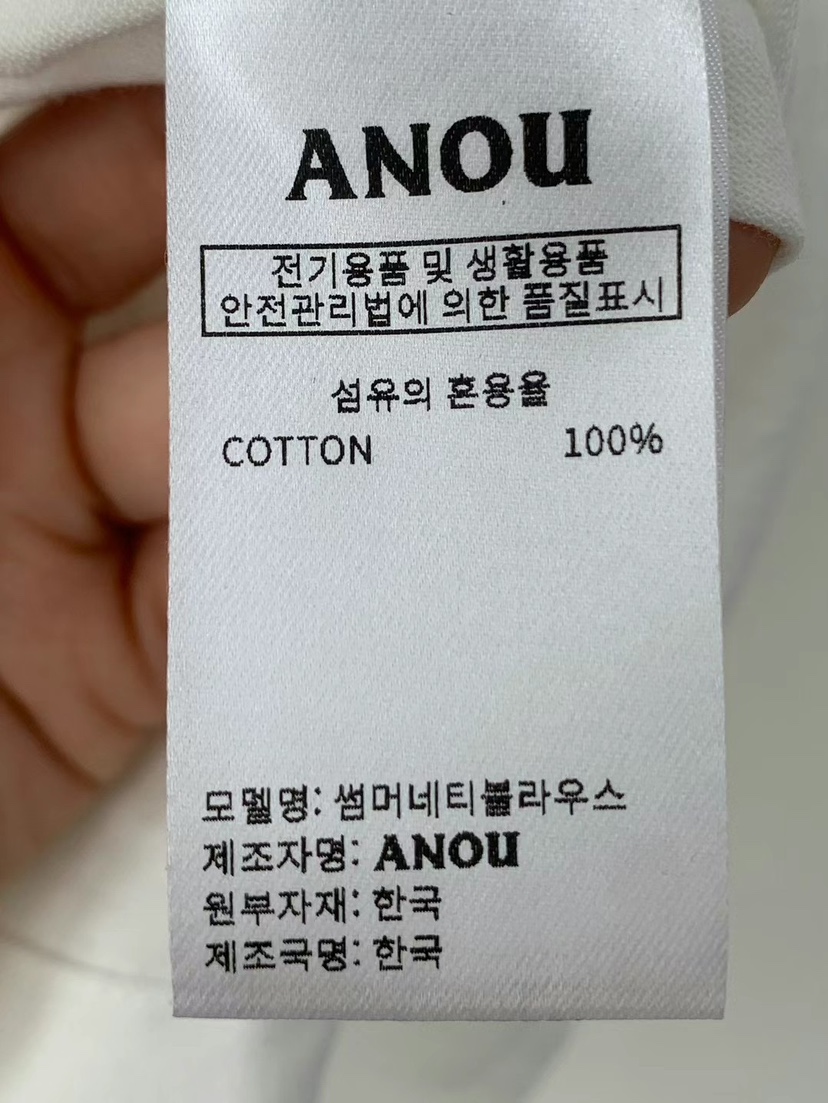 ANOU
전기용품 및 생활용품
안전관리법에 의한 품질표시
섬유의 혼용율
COTTON 100%
모델명: 썸머네티블라우스
제조자명: ANOU
원부자재: 한국
제조국명: 한국